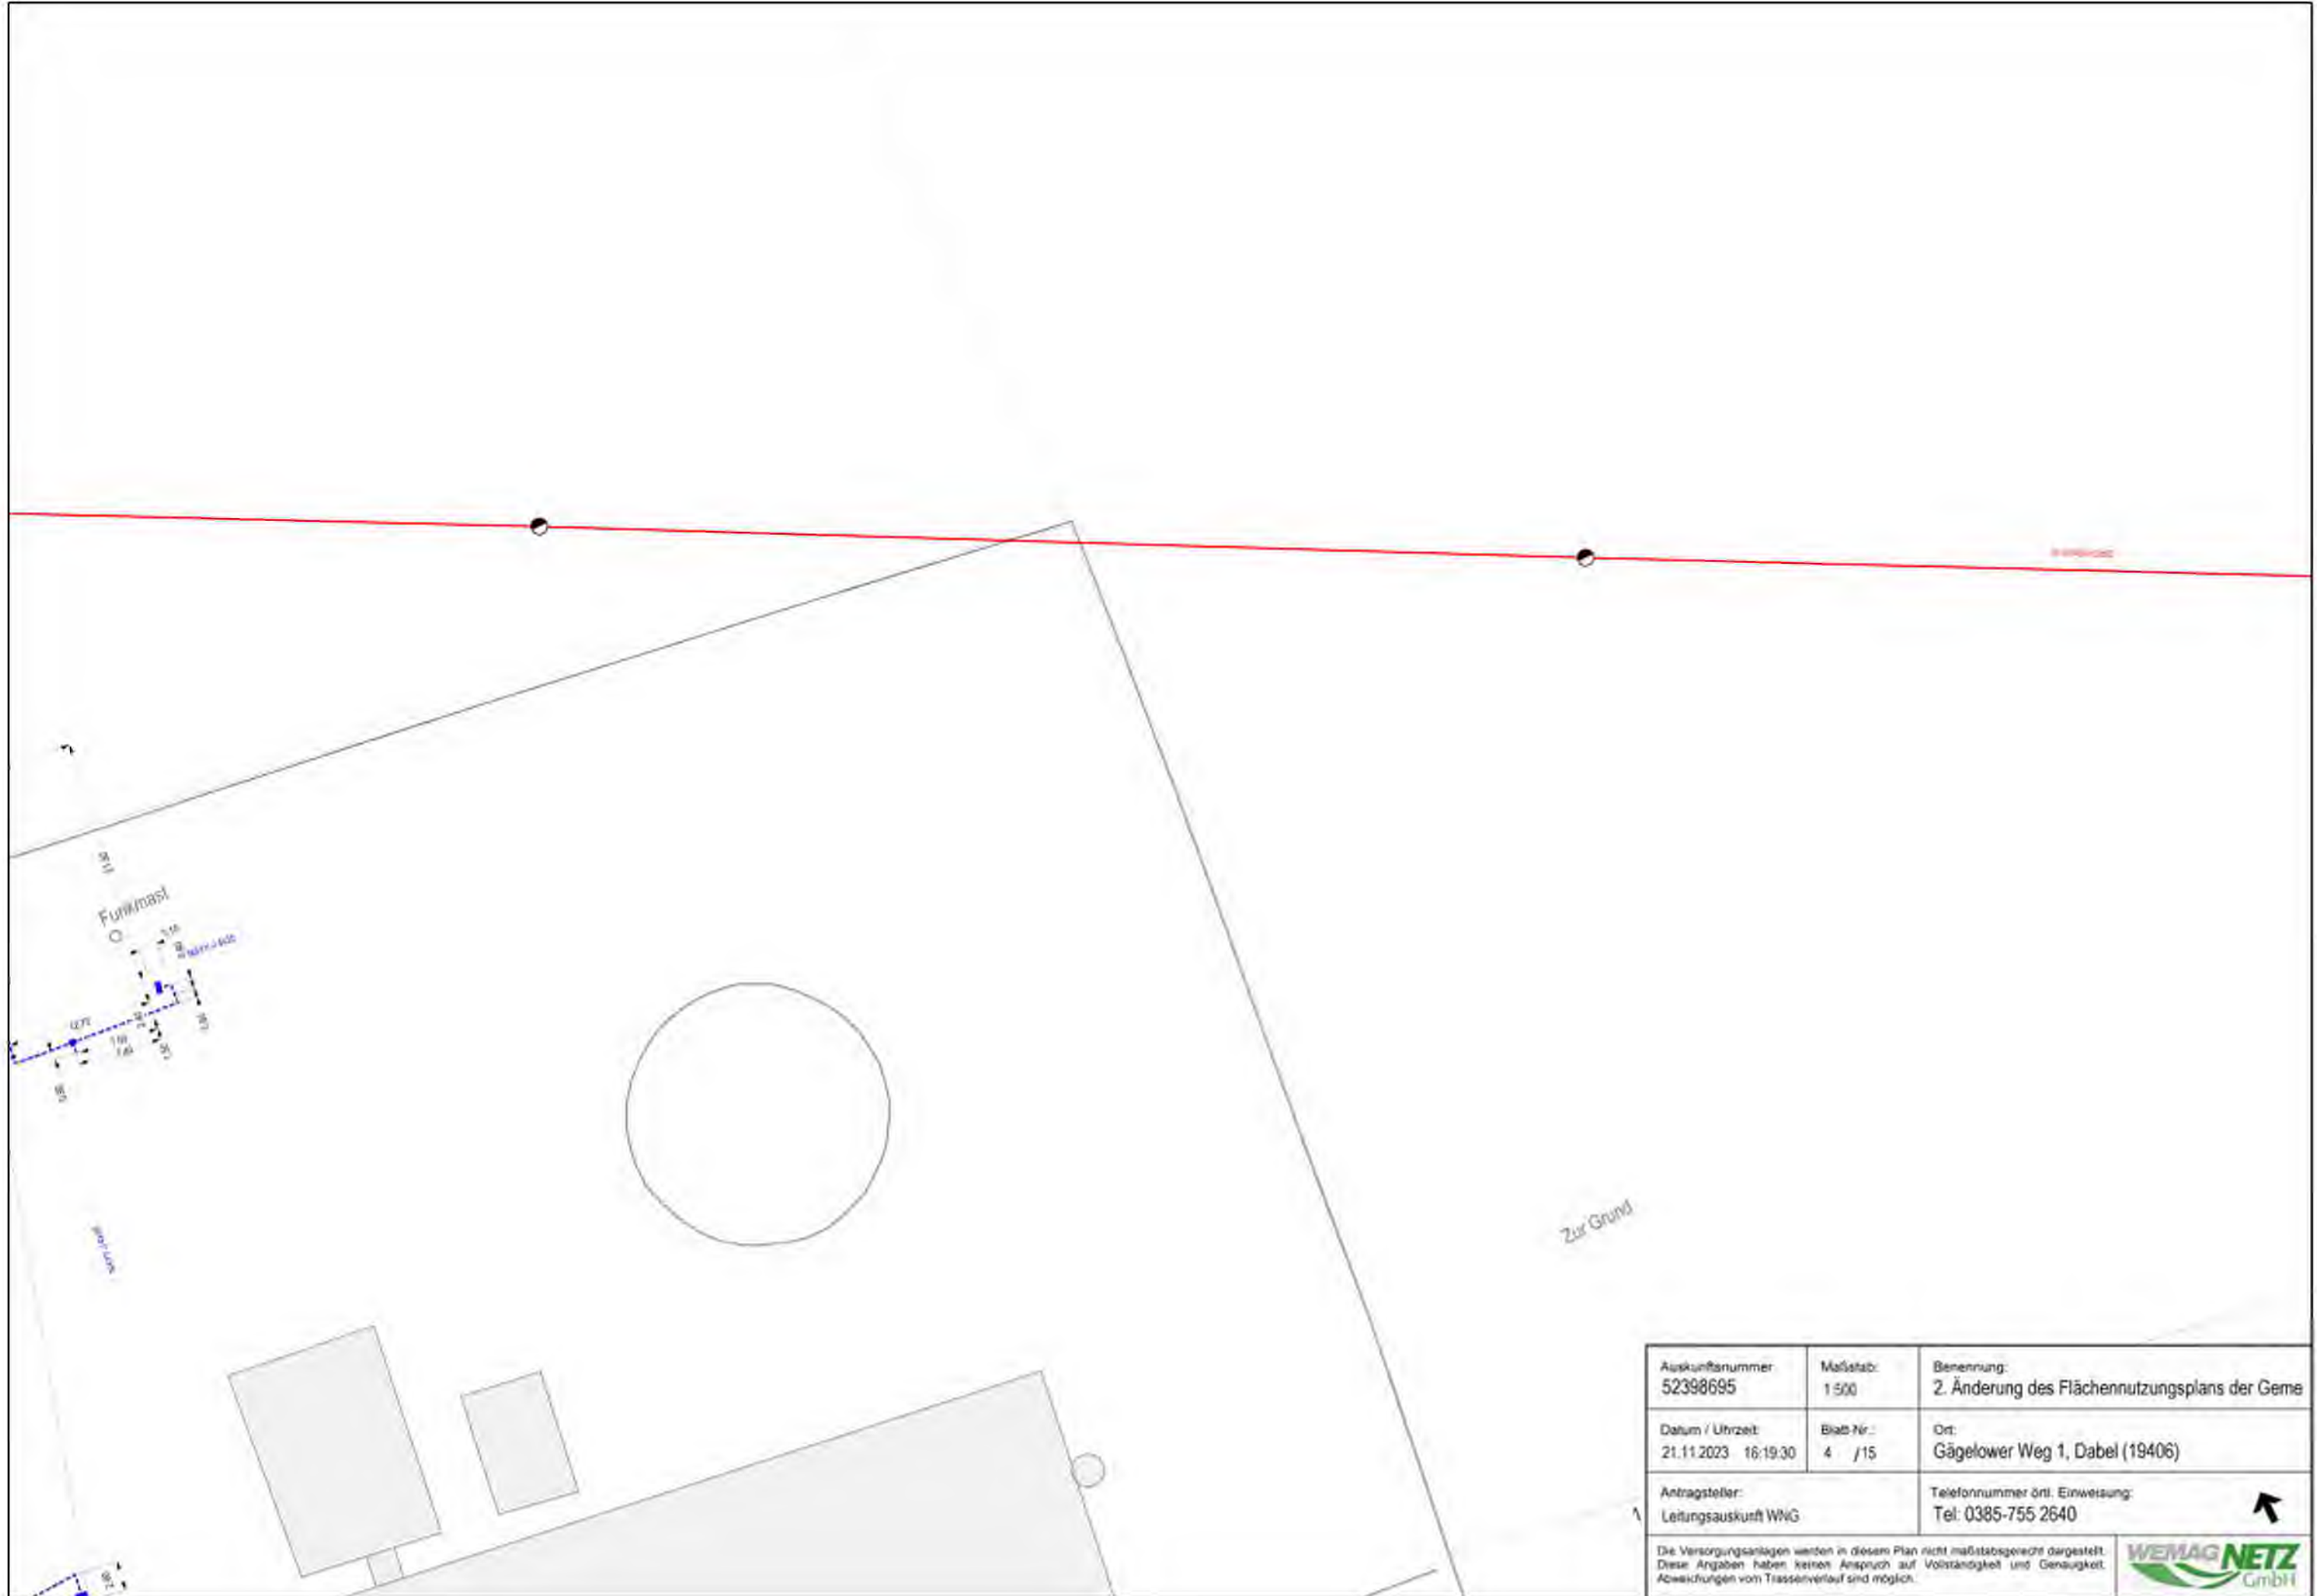 Funkmast
Zur Grund
Auskunftsnummer
52398695
Maßstab:
1:500
Benennung:
2. Änderung des Flächennutzungsplans der Geme
Datum / Uhrzeit:
21.11.2023 16:19:30
Blatt-Nr.:
4 /15
Ort:
Gägelower Weg 1, Dabel (19406)
Antragsteller:
Leitungsauskunft WNG
Telefonnummer örtl. Einweisung:
Tel: 0385-755 2640
Die Versorgungsanlagen werden in diesem Plan nicht maßstabsgerecht dargestellt.
Diese Angaben haben keinen Anspruch auf Vollständigkeit und Genauigkeit.
Abweichungen vom Trassenverlauf sind möglich.
WEMAG NETZ
GmbH